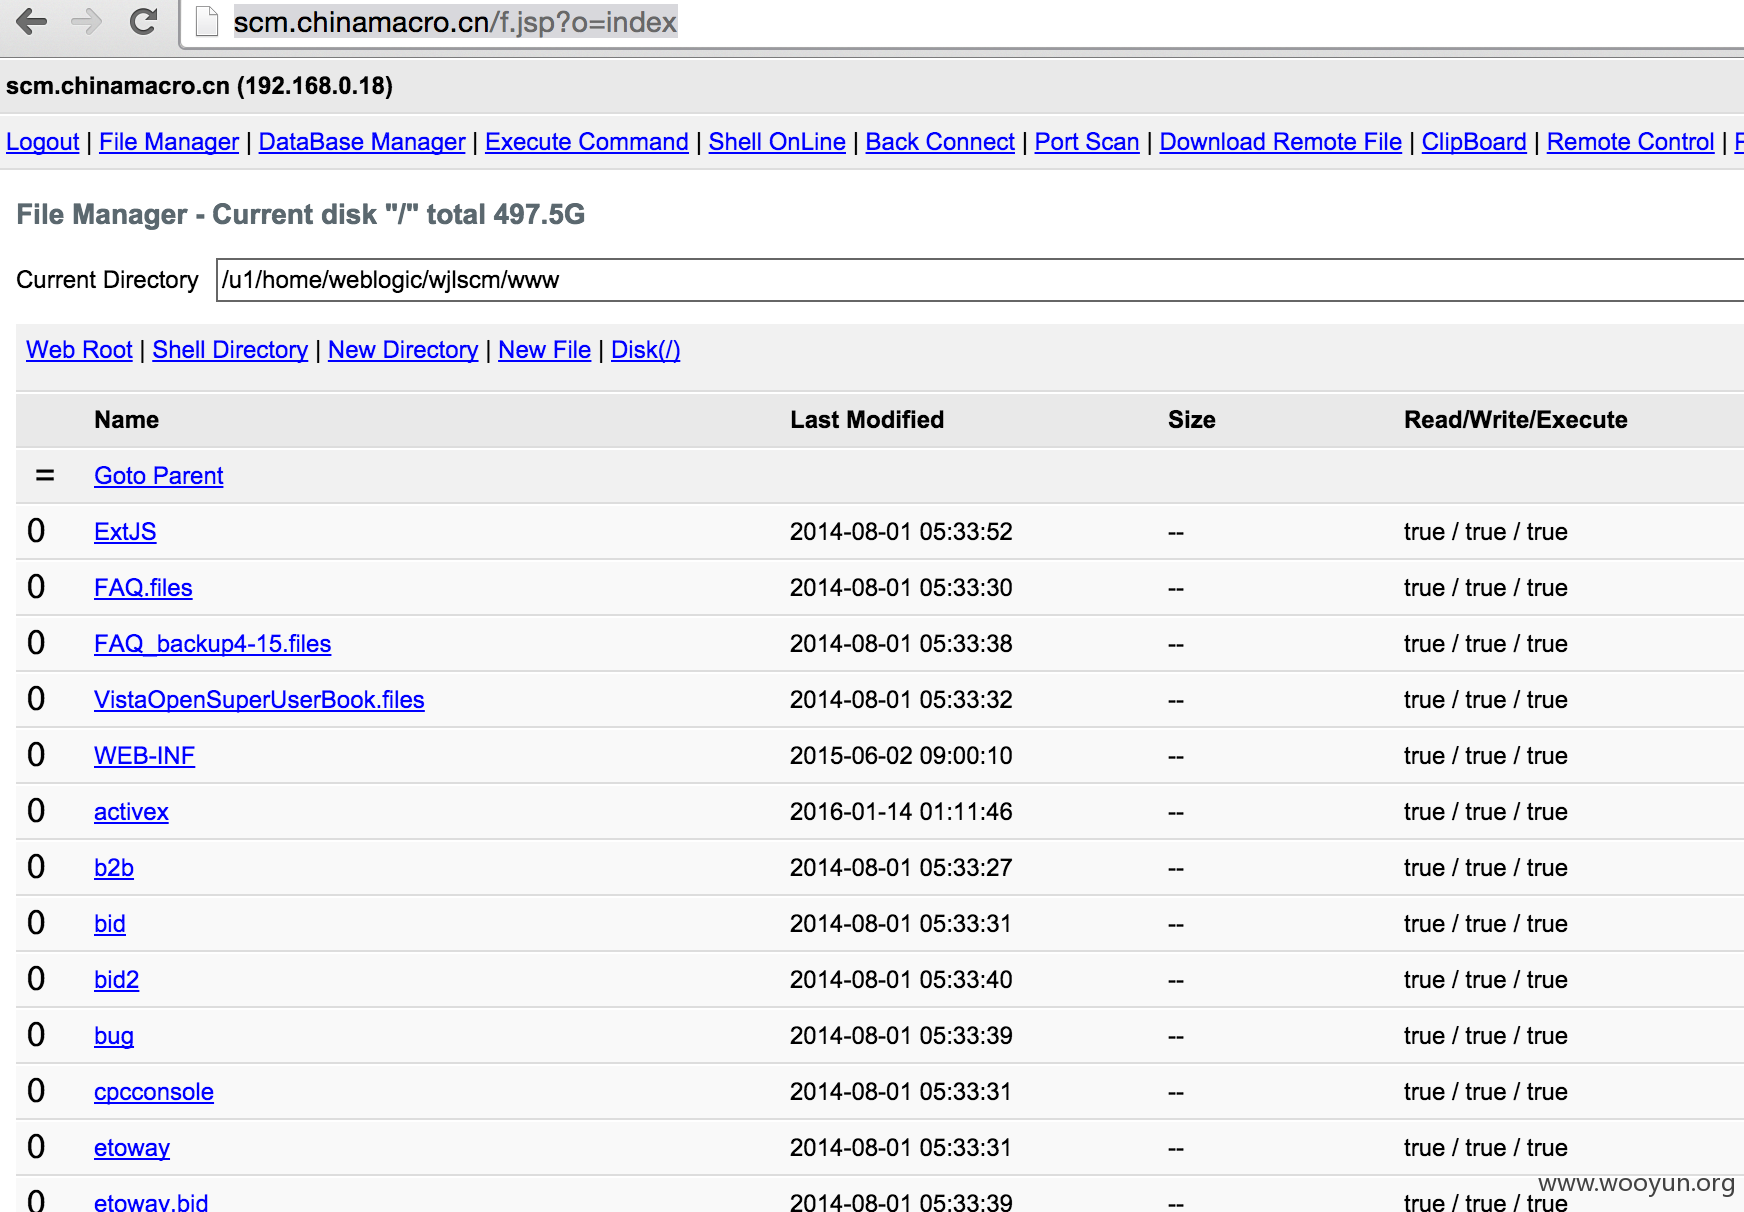 scm.chinamacro.cn/f.jsp?o=index
scm.chinamacro.cn (192.168.0.18)
Logout | File Manager | DataBase Manager | Execute Command | Shell OnLine | Back Connect | Port Scan | Download Remote File | ClipBoard | Remote Control |
File Manager - Current disk "/" total 497.5G
Current Directory /u1/home/weblogic/wjlscm/www
Web Root | Shell Directory | New Directory | New File | Disk(/)
Name Last Modified Size Read/Write/Execute
= Goto Parent
0 ExtJS 2014-08-01 05:33:52 -- true / true / true
0 FAQ.files 2014-08-01 05:33:30 -- true / true / true
0 FAQ_backup4-15.files 2014-08-01 05:33:38 -- true / true / true
0 VistaOpenSuperUserBook.files 2014-08-01 05:33:32 -- true / true / true
0 WEB-INF 2015-06-02 09:00:10 -- true / true / true
0 activex 2016-01-14 01:11:46 -- true / true / true
0 b2b 2014-08-01 05:33:27 -- true / true / true
0 bid 2014-08-01 05:33:31 -- true / true / true
0 bid2 2014-08-01 05:33:40 -- true / true / true
0 bug 2014-08-01 05:33:39 -- true / true / true
0 cpcconsole 2014-08-01 05:33:31 -- true / true / true
0 etoway 2014-08-01 05:33:31 -- true / true / true
0 etoway.bid 2014-08-01 05:33:39 -- true / true / true
www.wooyun.org